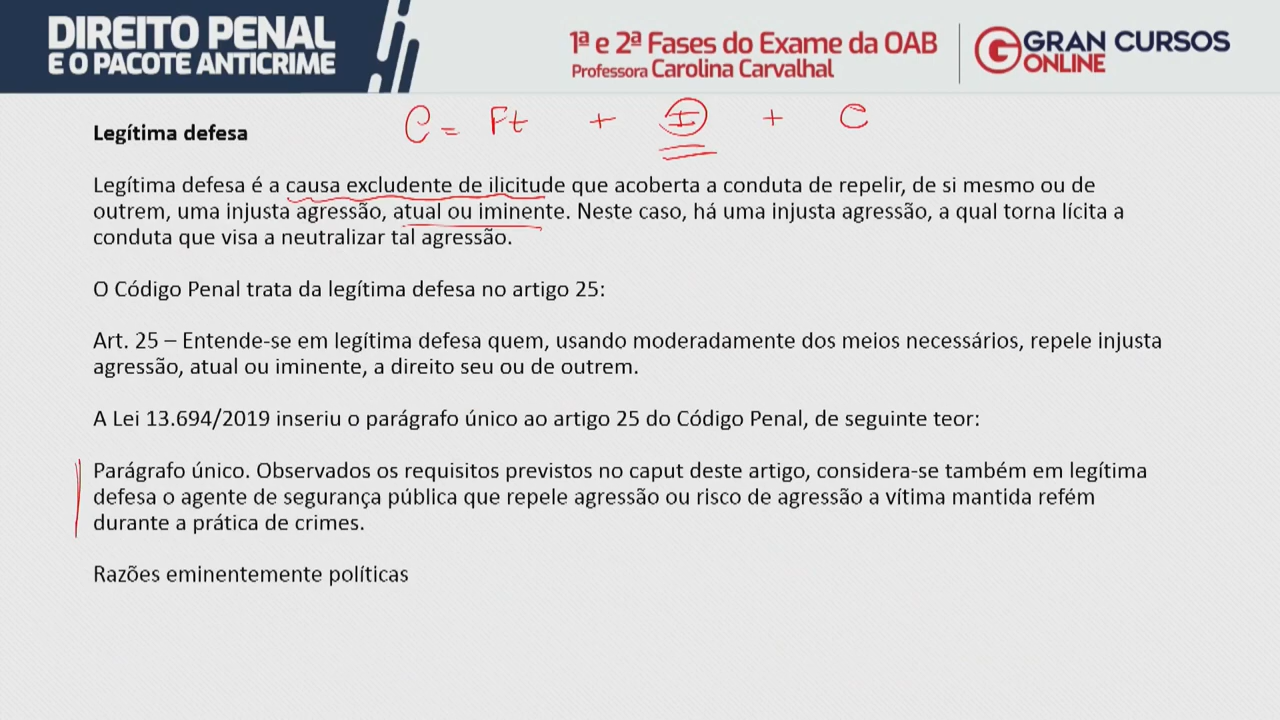 DIREITO PENAL
E O PACOTE ANTICRIME
1ª e 2ª Fases do Exame da OAB
Professora Carolina Carvalhal
GRAN CURSOS
ONLINE
C = Ft + I + C
Legítima defesa
Legítima defesa é a causa excludente de ilicitude que acoberta a conduta de repelir, de si mesmo ou de
outrem, uma injusta agressão, atual ou iminente. Neste caso, há uma injusta agressão, a qual torna lícita a
conduta que visa a neutralizar tal agressão.
O Código Penal trata da legítima defesa no artigo 25:
Art. 25 – Entende-se em legítima defesa quem, usando moderadamente dos meios necessários, repele injusta
agressão, atual ou iminente, a direito seu ou de outrem.
A Lei 13.694/2019 inseriu o parágrafo único ao artigo 25 do Código Penal, de seguinte teor:
Parágrafo único. Observados os requisitos previstos no caput deste artigo, considera-se também em legítima
defesa o agente de segurança pública que repele agressão ou risco de agressão a vítima mantida refém
durante a prática de crimes.
Razões eminentemente políticas